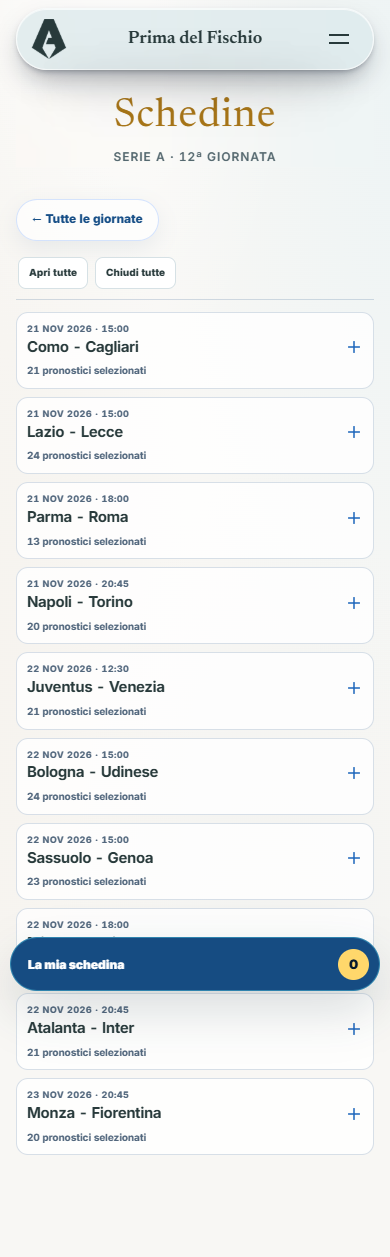 Prima del Fischio
Schedine
SERIE A · 12ª GIORNATA
← Tutte le giornate
Apri tutte
Chiudi tutte
21 NOV 2026 · 15:00
Como - Cagliari
21 pronostici selezionati
21 NOV 2026 · 15:00
Lazio - Lecce
24 pronostici selezionati
21 NOV 2026 · 18:00
Parma - Roma
13 pronostici selezionati
21 NOV 2026 · 20:45
Napoli - Torino
20 pronostici selezionati
22 NOV 2026 · 12:30
Juventus - Venezia
21 pronostici selezionati
22 NOV 2026 · 15:00
Bologna - Udinese
24 pronostici selezionati
22 NOV 2026 · 15:00
Sassuolo - Genoa
23 pronostici selezionati
22 NOV 2026 · 18:00
La mia schedina
0
22 NOV 2026 · 20:45
Atalanta - Inter
21 pronostici selezionati
23 NOV 2026 · 20:45
Monza - Fiorentina
20 pronostici selezionati